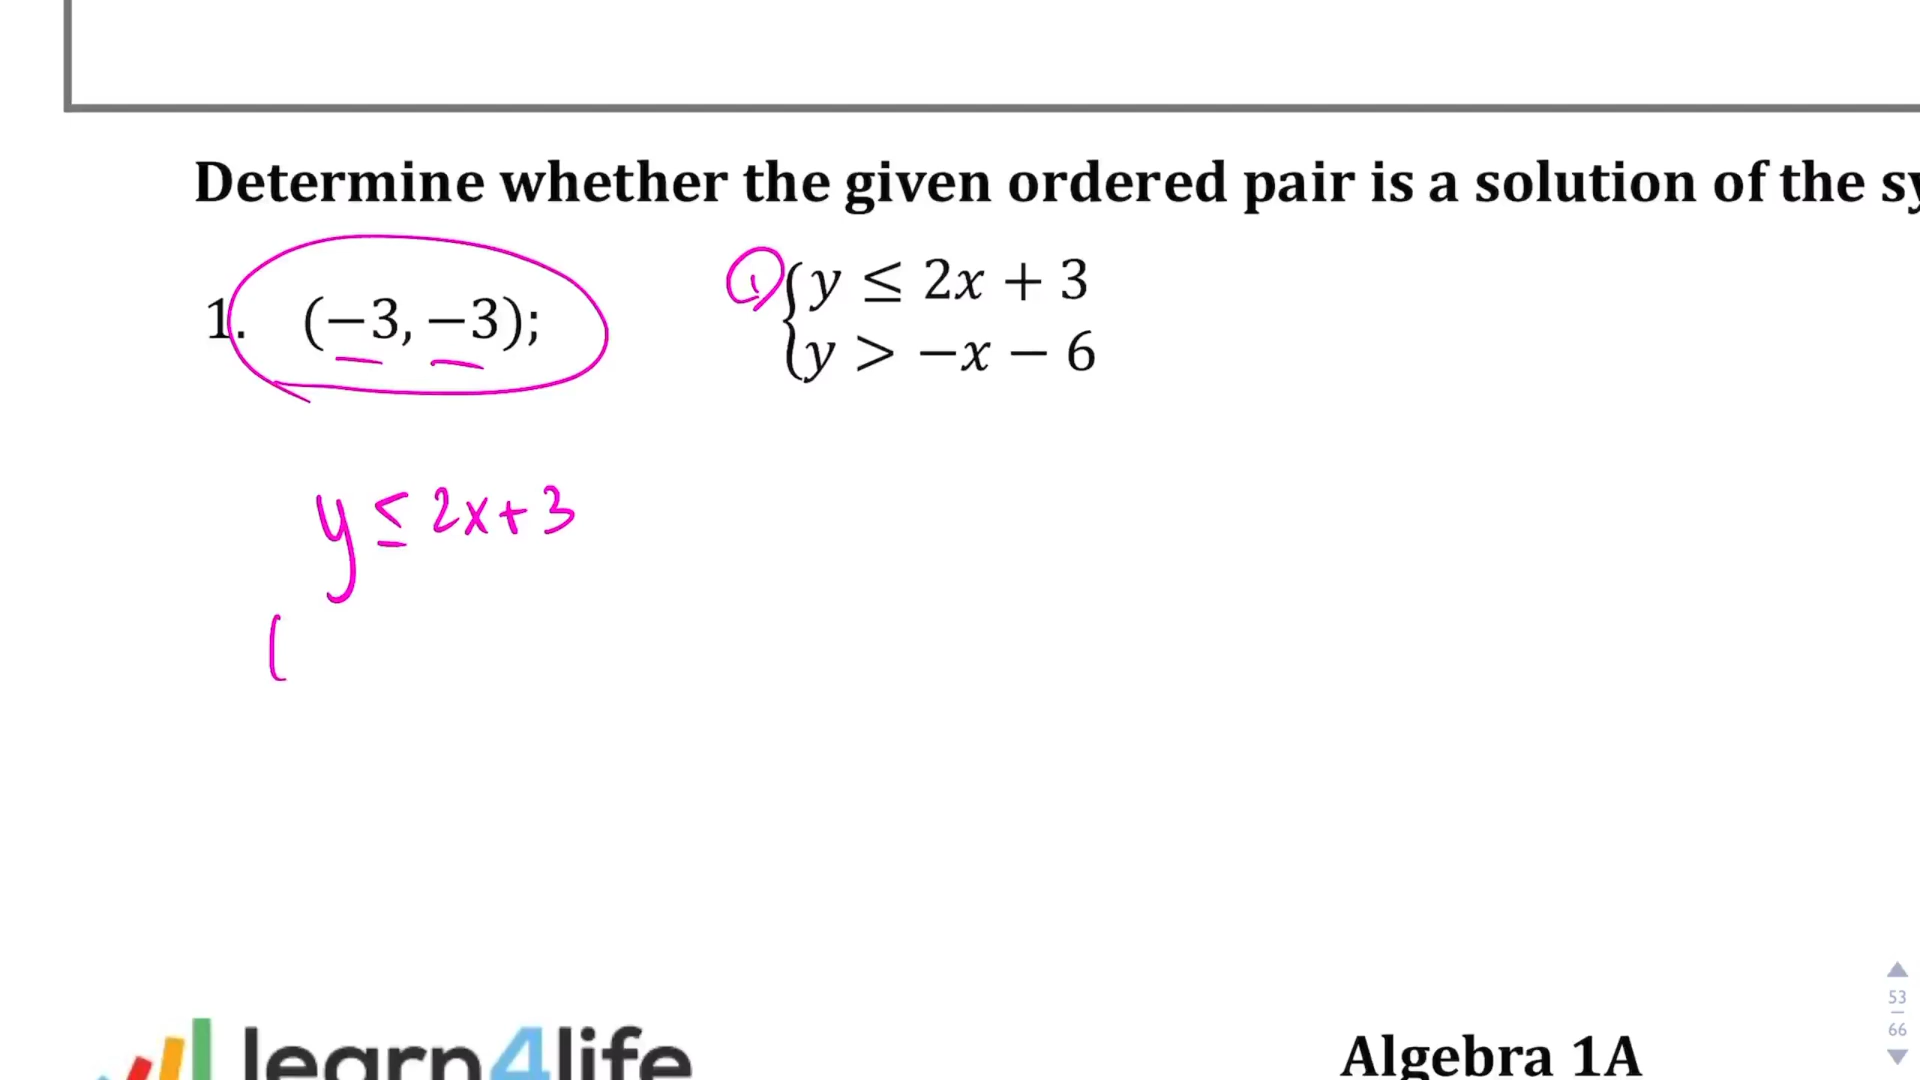 Determine whether the given ordered pair is a solution of the sy
1. (−3, −3);
① y ≤ 2x + 3
y > −x − 6
y ≤ 2x + 3
(
learn4life
Algebra 1A
53
66